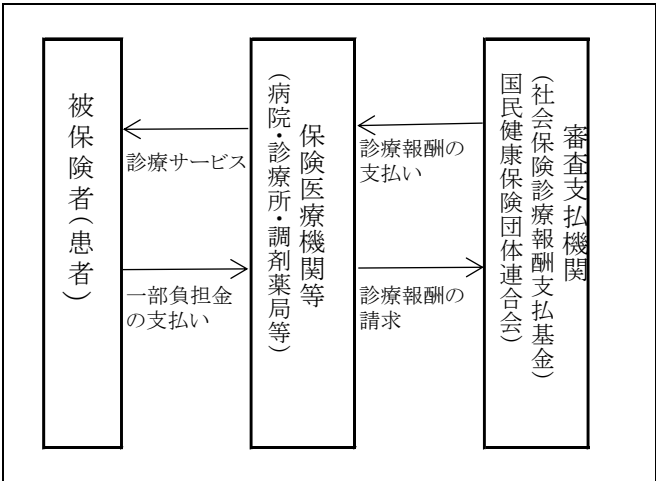 被保険者(患者)
診療サービス
一部負担金
の支払い
保険医療機関等
(病院・診療所・調剤薬局等)
診療報酬の
支払い
診療報酬の
請求
審査支払機関
(社会保険診療報酬支払基金)
国民健康保険団体連合会)